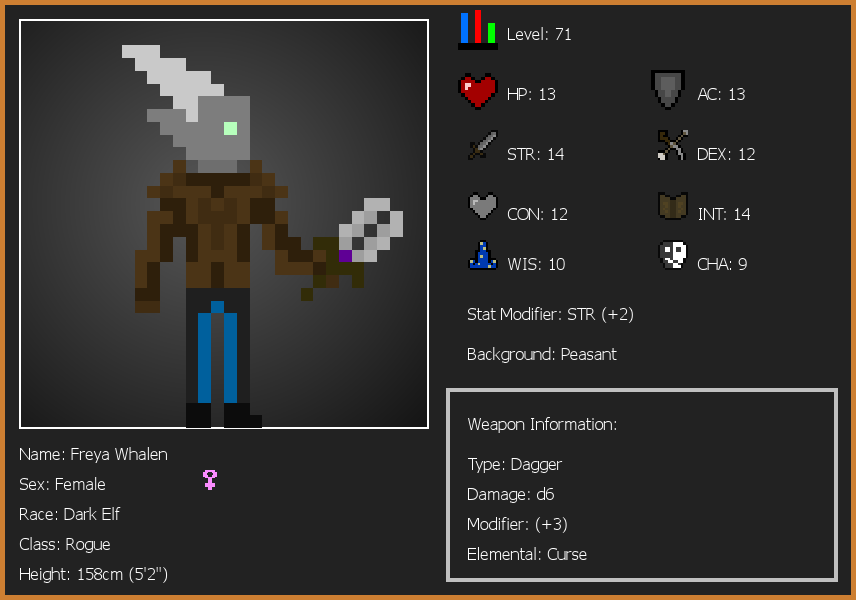 Level: 71
HP: 13
AC: 13
STR: 14
DEX: 12
CON: 12
INT: 14
WIS: 10
CHA: 9
Stat Modifier: STR (+2)
Background: Peasant
Weapon Information:
Type: Dagger
Damage: d6
Modifier: (+3)
Elemental: Curse
Name: Freya Whalen
Sex: Female
Race: Dark Elf
Class: Rogue
Height: 158cm (5'2")